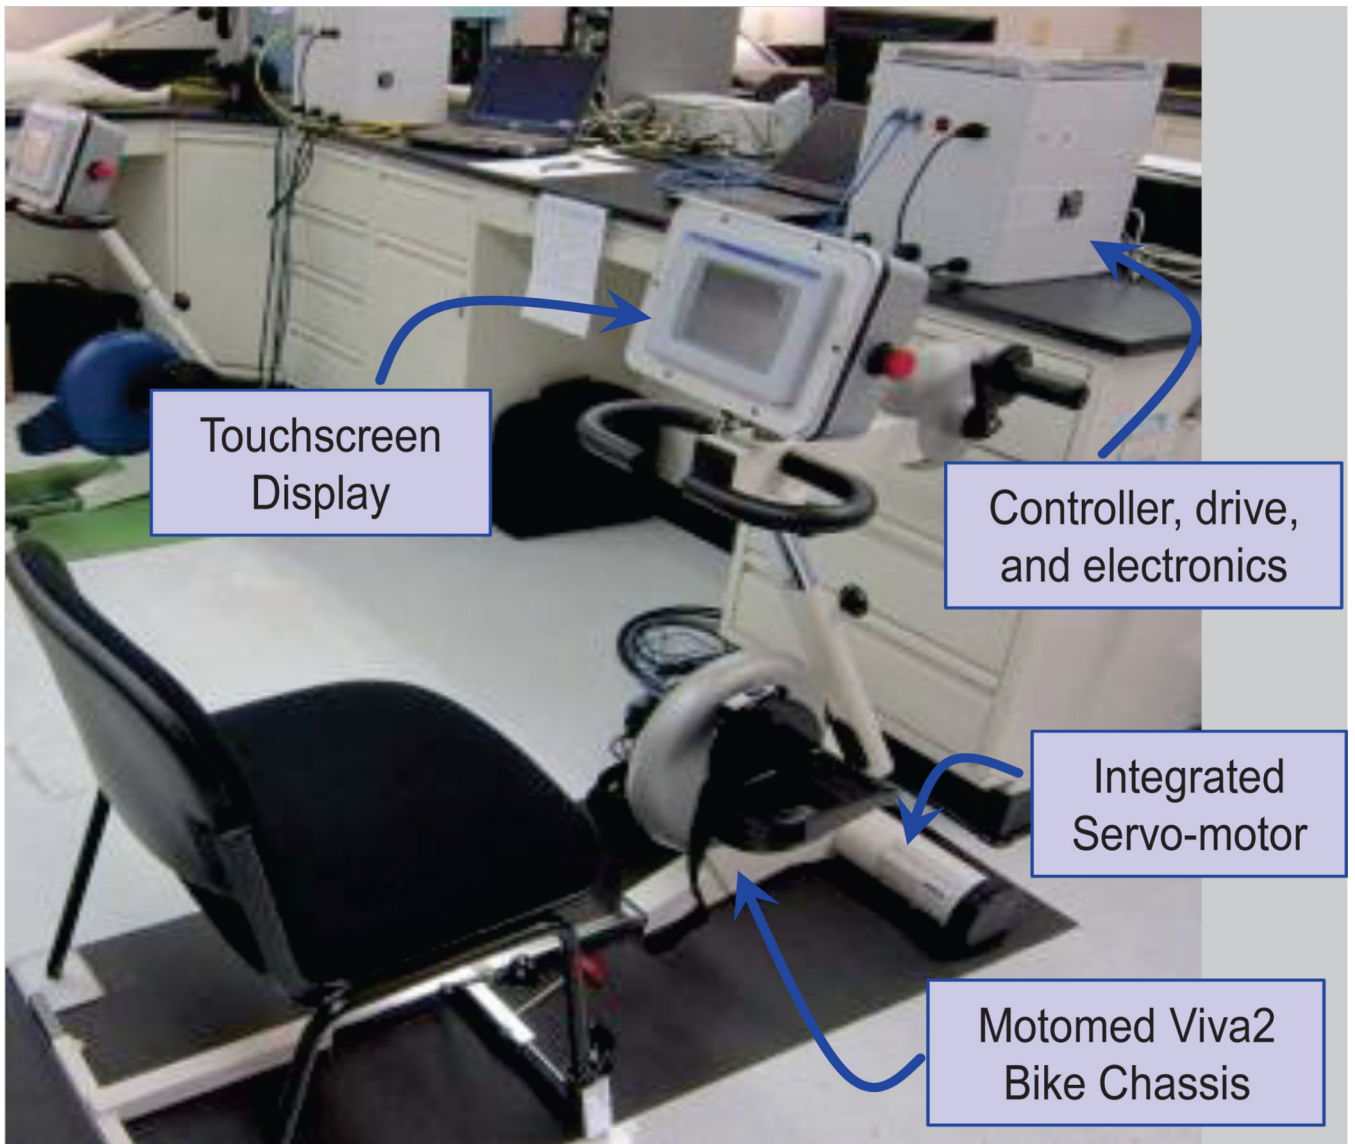 Touchscreen
Display
Controller, drive,
and electronics
Integrated
Servo-motor
Motomed Viva2
Bike Chassis